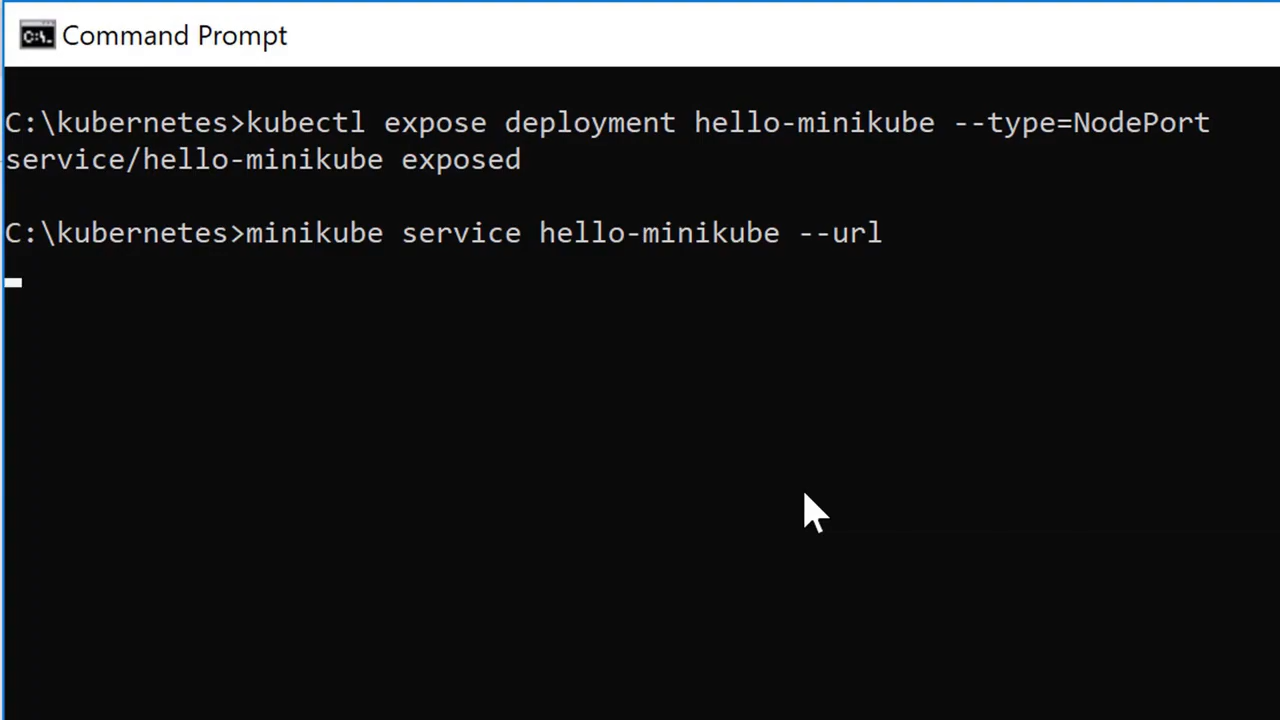 Command Prompt
C:\kubernetes>kubectl expose deployment hello-minikube --type=NodePort
service/hello-minikube exposed
C:\kubernetes>minikube service hello-minikube --url